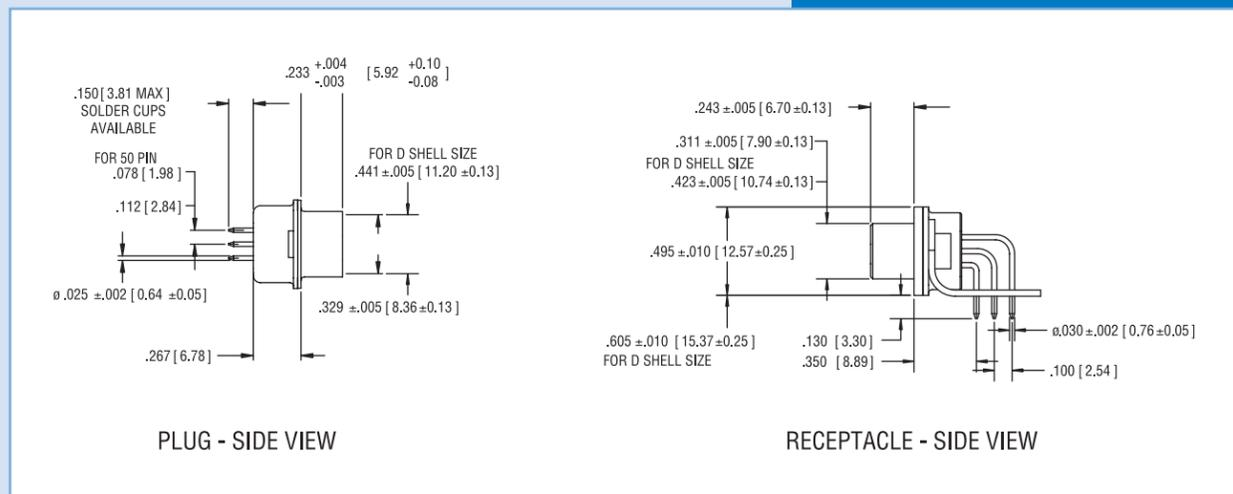 .233 +.004 -.003 [ 5.92 +0.10 -0.08 ]
.150[ 3.81 MAX ]
SOLDER CUPS
AVAILABLE
FOR 50 PIN
.078 [ 1.98 ]
.112 [ 2.84]
FOR D SHELL SIZE
.441 ±.005 [ 11.20 ±0.13]
ø .025 ±.002 [ 0.64 ±0.05]
.329 ±.005 [ 8.36 ±0.13]
.267 [ 6.78]
PLUG - SIDE VIEW
.243 ±.005 [ 6.70 ±0.13]
.311 ±.005 [ 7.90 ±0.13]
FOR D SHELL SIZE
.423 ±.005 [ 10.74 ±0.13]
.495 ±.010 [ 12.57±0.25]
.605 ±.010 [ 15.37±0.25]
FOR D SHELL SIZE
.130 [ 3.30]
.350 [ 8.89]
ø.030 ±.002 [ 0.76 ±0.05]
.100 [ 2.54]
RECEPTACLE - SIDE VIEW